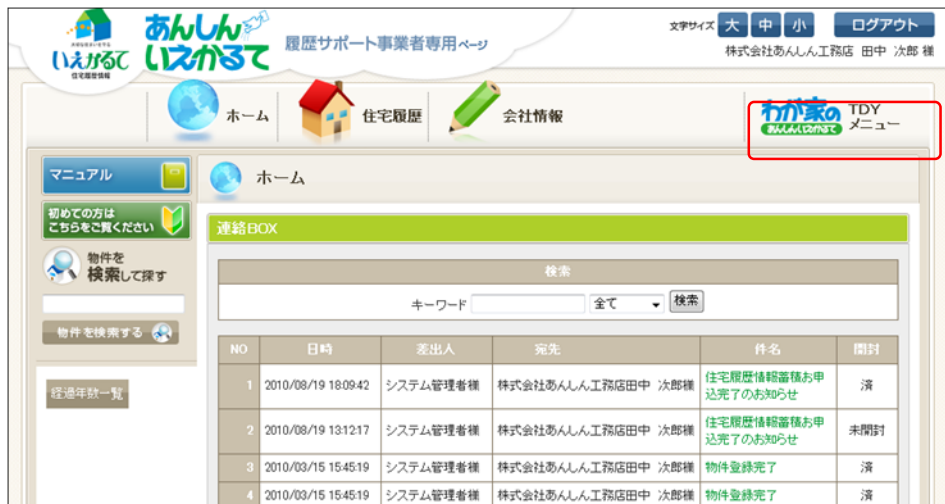 大切な住まいを守る
いえかるて
住宅履歴情報
あんしん
いえかるて
履歴サポート事業者専用ページ
文字サイズ 大 中 小 ログアウト
株式会社あんしん工務店 田中 次郎 様
ホーム 住宅履歴 会社情報
わが家の
あんしんいえかるて
TDY
メニュー
マニュアル
初めての方は
こちらをご覧ください
物件を
検索して探す
物件を検索する
経過年数一覧
ホーム
連絡BOX
検索
キーワード 全て 検索
NO 日時 差出人 宛先 件名 開封
1 2010/08/19 18:09:42 システム管理者様 株式会社あんしん工務店田中 次郎様 住宅履歴情報蓄積お申
込完了のお知らせ 済
2 2010/08/19 13:12:17 システム管理者様 株式会社あんしん工務店田中 次郎様 住宅履歴情報蓄積お申
込完了のお知らせ 未開封
3 2010/03/15 15:45:19 システム管理者様 株式会社あんしん工務店田中 次郎様 物件登録完了 済
4 2010/03/15 15:45:19 システム管理者様 株式会社あんしん工務店田中 次郎様 物件登録完了 済